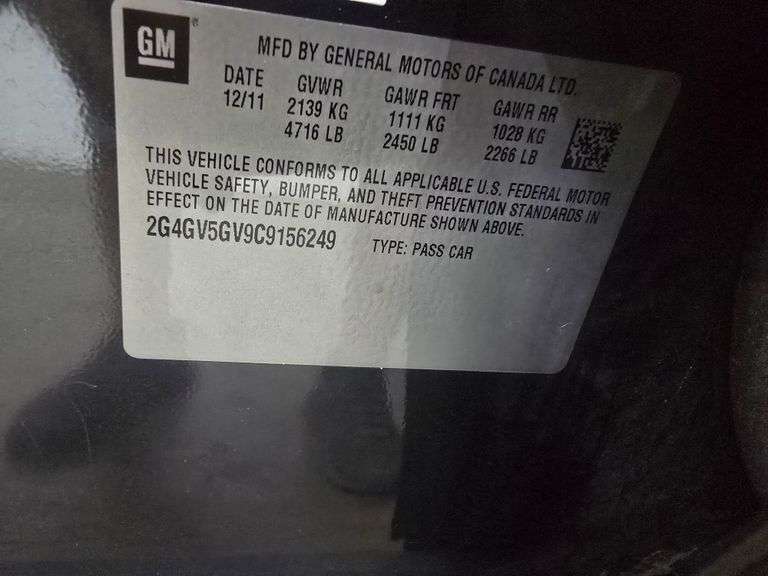 GM ®
MFD BY GENERAL MOTORS OF CANADA LTD.
DATE GVWR GAWR FRT GAWR RR
12/11 2139 KG 1111 KG 1028 KG
4716 LB 2450 LB 2266 LB
THIS VEHICLE CONFORMS TO ALL APPLICABLE U.S. FEDERAL MOTOR
VEHICLE SAFETY, BUMPER, AND THEFT PREVENTION STANDARDS IN
EFFECT ON THE DATE OF MANUFACTURE SHOWN ABOVE.
2G4GV5GV9C9156249 TYPE: PASS CAR